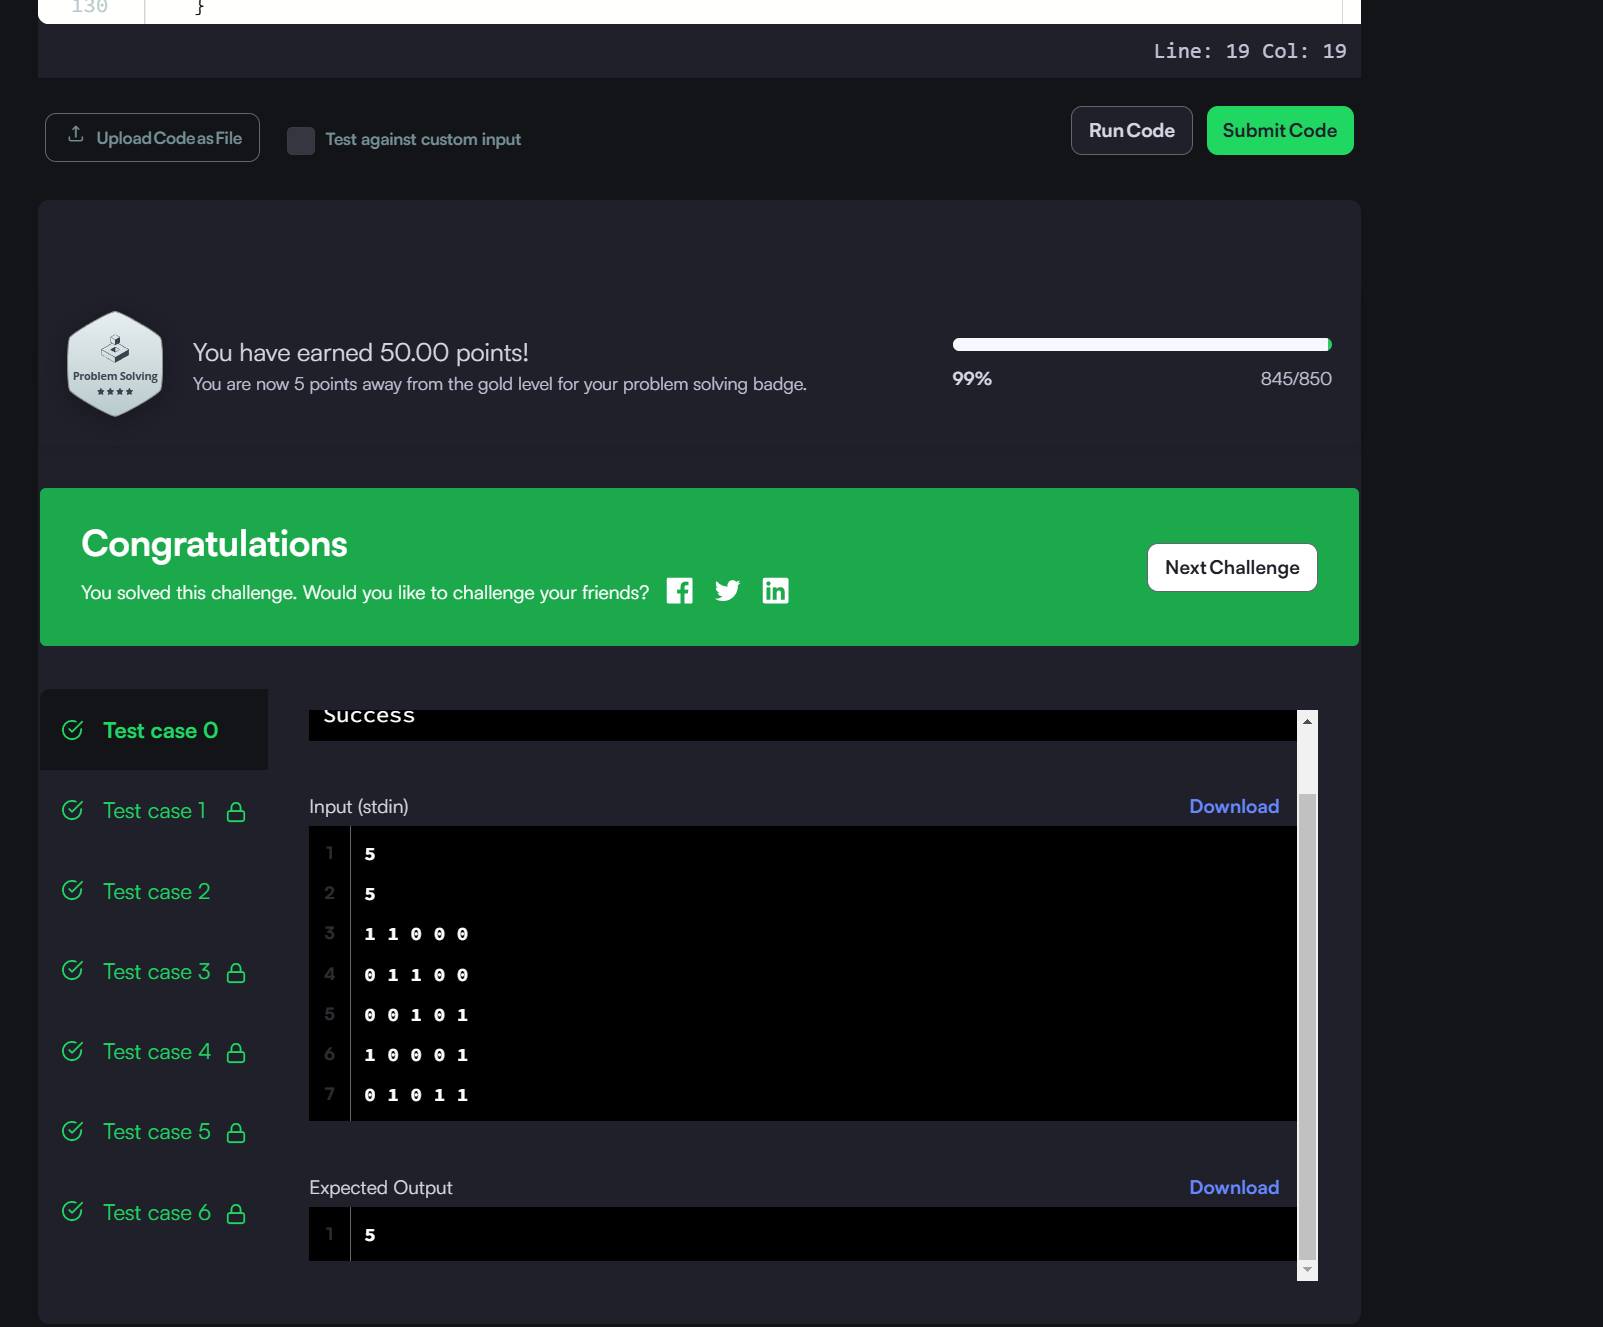 130 }
Line: 19 Col: 19
Upload Code as File
Test against custom input
Run Code
Submit Code
Problem Solving
You have earned 50.00 points!
You are now 5 points away from the gold level for your problem solving badge.
99%
845/850
Congratulations
You solved this challenge. Would you like to challenge your friends?
Next Challenge
Test case 0
Test case 1
Test case 2
Test case 3
Test case 4
Test case 5
Test case 6
Success
Input (stdin)
Download
1 5
2 5
3 1 1 0 0 0
4 0 1 1 0 0
5 0 0 1 0 1
6 1 0 0 0 1
7 0 1 0 1 1
Expected Output
Download
1 5